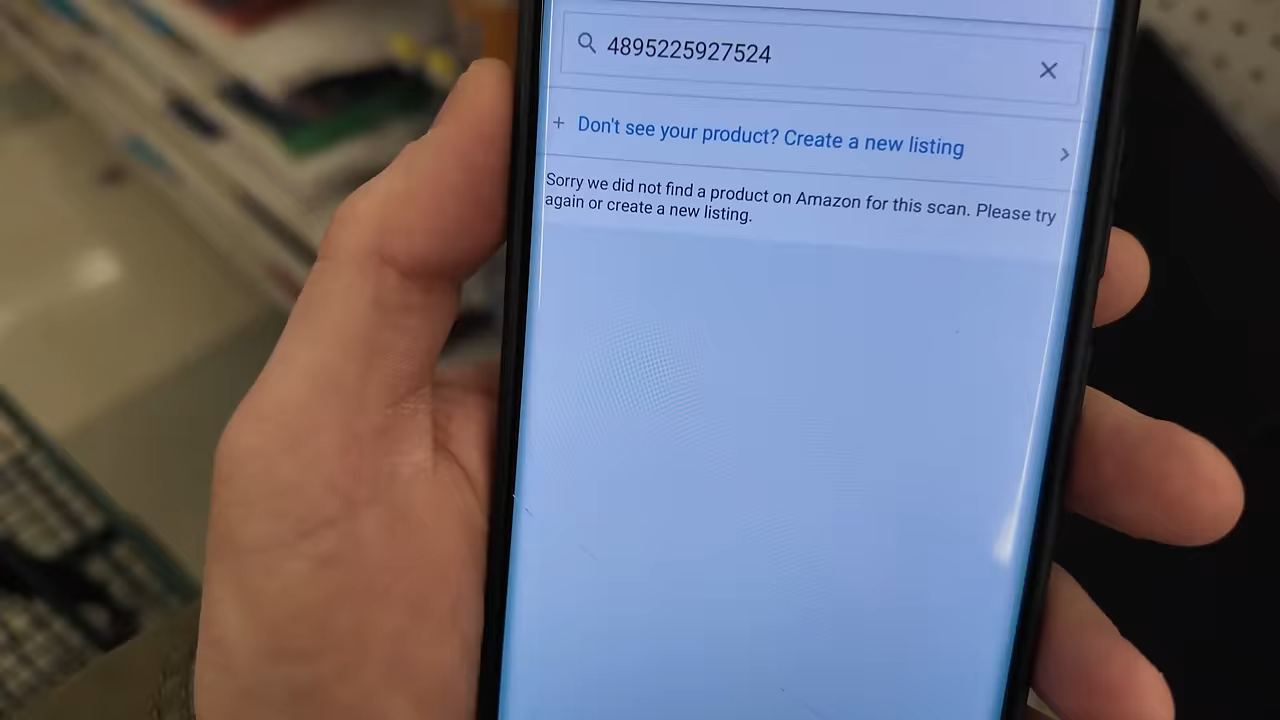 4895225927524
+ Don't see your product? Create a new listing
Sorry we did not find a product on Amazon for this scan. Please try
again or create a new listing.